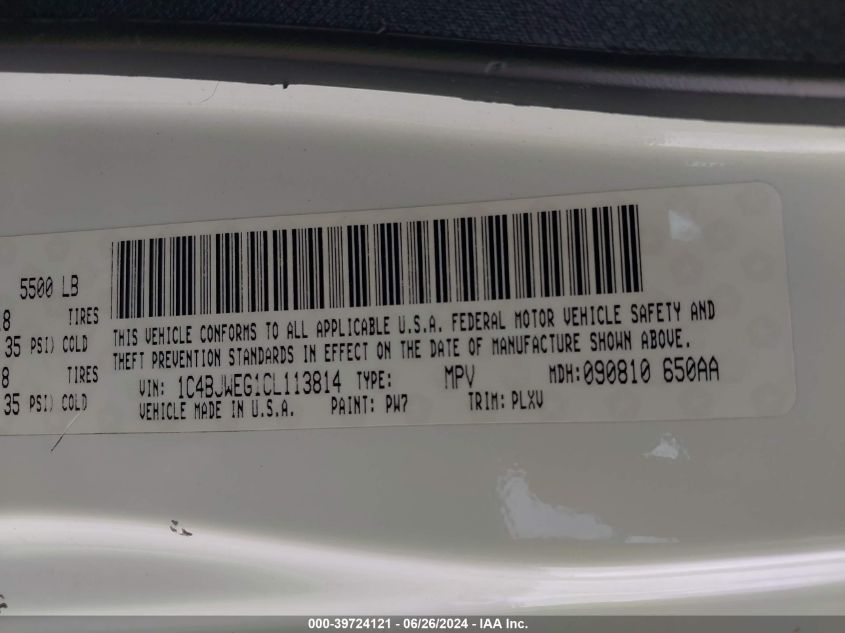 5500 LB
8 TIRES
35 PSI) COLD
8 TIRES
35 PSI) COLD
THIS VEHICLE CONFORMS TO ALL APPLICABLE U.S.A. FEDERAL MOTOR VEHICLE SAFETY AND
THEFT PREVENTION STANDARDS IN EFFECT ON THE DATE OF MANUFACTURE SHOWN ABOVE.
VIN: 1C4BJWEG1CL113814 TYPE: MPV MDH:090810 650AA
VEHICLE MADE IN U.S.A. PAINT: PW7 TRIM: PLXV
000-39724121 - 06/26/2024 - IAA Inc.